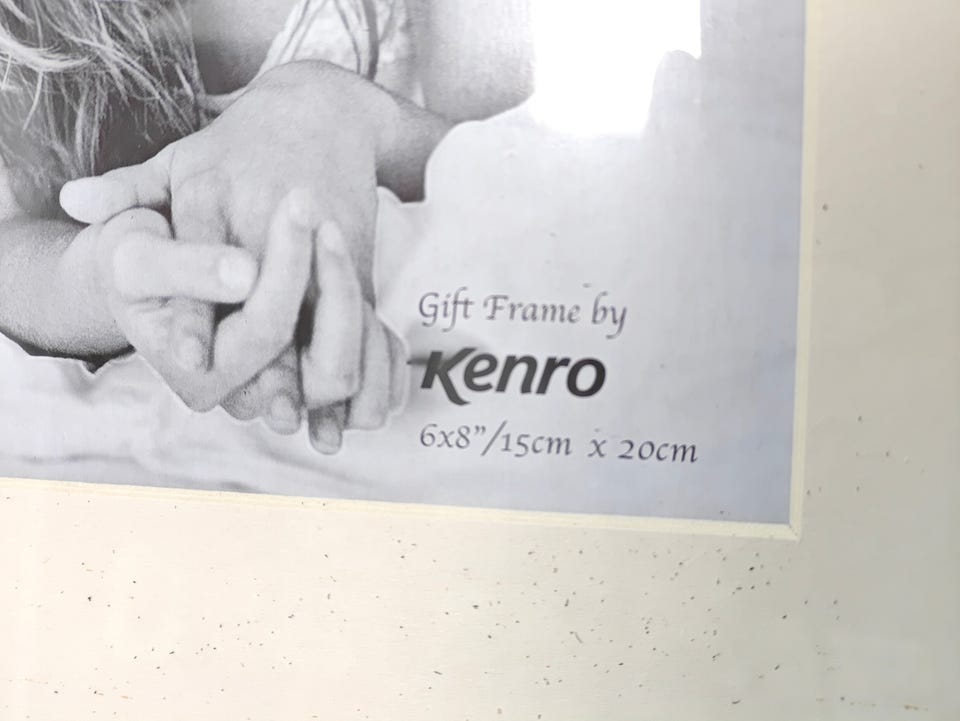 Gift Frame by
Kenro
6x8”/15cm x 20cm